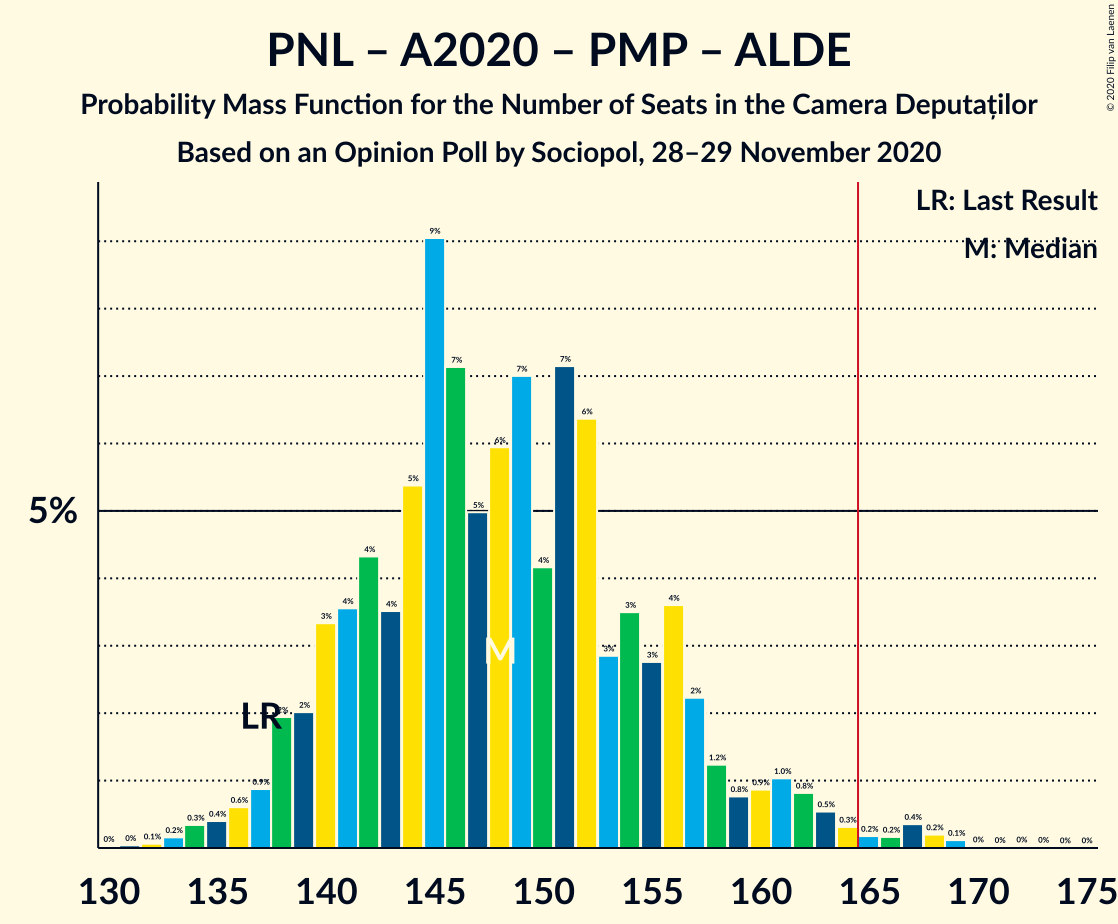 PNL – A2020 – PMP – ALDE
Probability Mass Function for the Number of Seats in the Camera Deputaților
Based on an Opinion Poll by Sociopol, 28–29 November 2020
© 2020 Filip van Laenen
LR: Last Result
M: Median
5%
LR
M
0% 0% 0.1% 0.2% 0.3% 0.4% 0.6% 0.9% 2% 2% 3% 4% 4% 4% 5% 9% 7% 5% 6% 7% 4% 7% 6% 3% 3% 3% 4% 2% 1.2% 0.8% 0.9% 1.0% 0.8% 0.5% 0.3% 0.2% 0.2% 0.4% 0.2% 0.1% 0% 0% 0% 0% 0% 0%
130 135 140 145 150 155 160 165 170 175